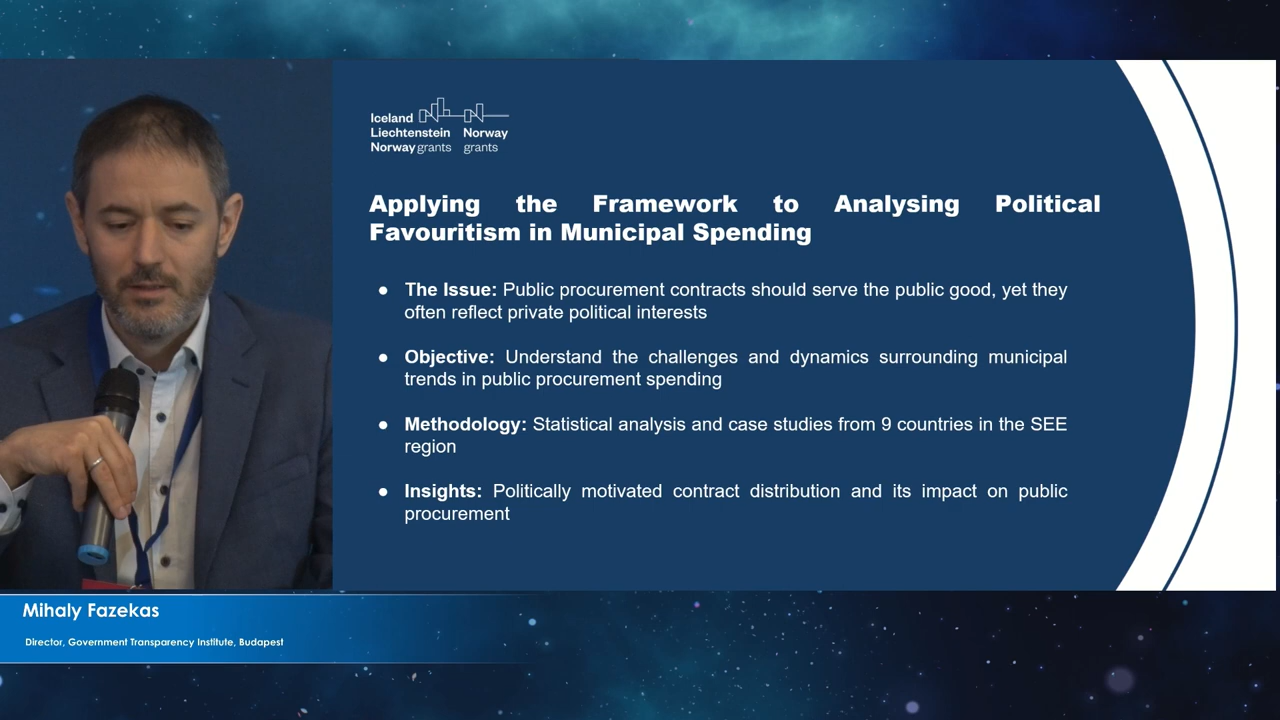 Iceland
Liechtenstein Norway
Norway grants grants
Applying the Framework to Analysing Political
Favouritism in Municipal Spending
● The Issue: Public procurement contracts should serve the public good, yet they
often reflect private political interests
● Objective: Understand the challenges and dynamics surrounding municipal
trends in public procurement spending
● Methodology: Statistical analysis and case studies from 9 countries in the SEE
region
● Insights: Politically motivated contract distribution and its impact on public
procurement
Mihaly Fazekas
Director, Government Transparency Institute, Budapest